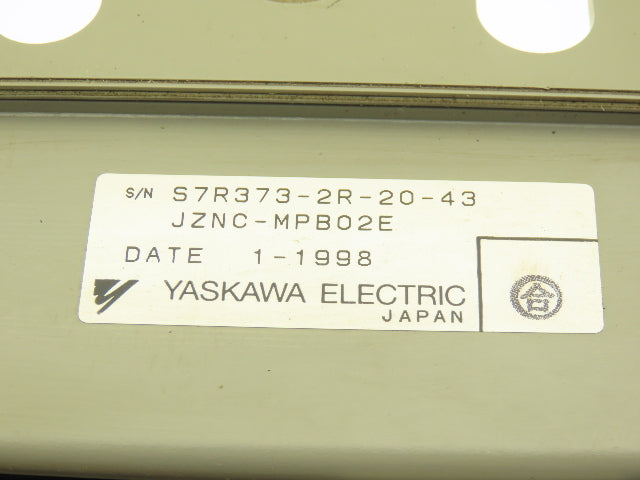 S/N S7R373-2R-20-43
JZNC-MPB02E
DATE 1-1998
YASKAWA ELECTRIC
JAPAN
合